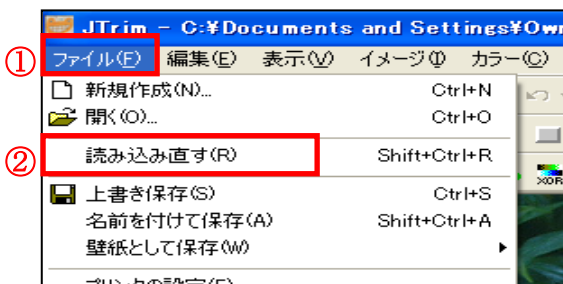 JTrim - C:¥Documents and Settings¥Own
① ファイル(F) 編集(E) 表示(V) イメージ(I) カラー(C)
新規作成(N)... Ctrl+N
開く(O)... Ctrl+O
② 読み込み直す(R) Shift+Ctrl+R
XOR
上書き保存(S) Ctrl+S
名前を付けて保存(A) Shift+Ctrl+A
壁紙として保存(W)